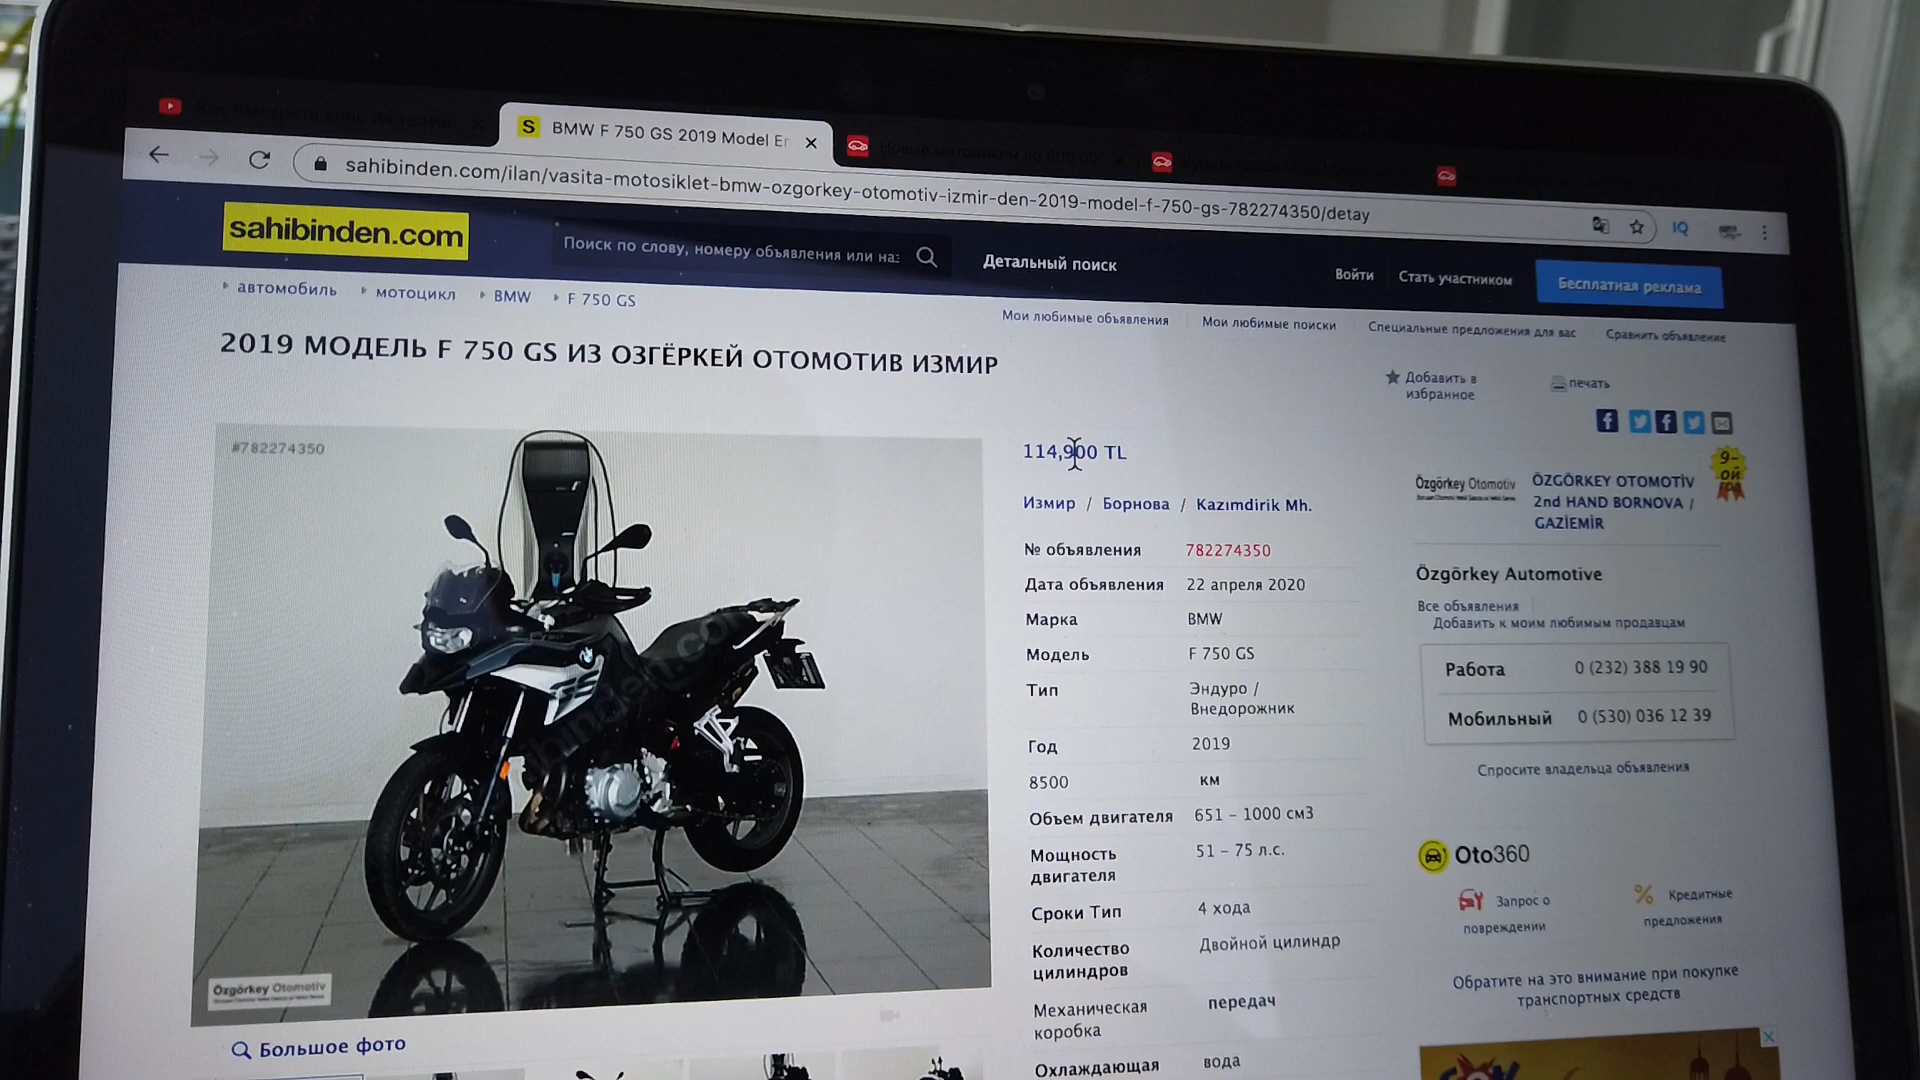 BMW F 750 GS 2019 Model Er
sahibinden.com/ilan/vasita-motosiklet-bmw-ozgorkey-otomotiv-izmir-den-2019-model-f-750-gs-782274350/detay
IQ
sahibinden.com
Поиск по слову, номеру объявления или на:
Детальный поиск
Войти
Стать участником
Бесплатная реклама
автомобиль
мотоцикл
BMW
F 750 GS
Мои любимые объявления
Мои любимые поиски
Специальные предложения для вас
Сравнить объявление
2019 МОДЕЛЬ F 750 GS ИЗ ОЗГЁРКЕЙ ОТОМОТИВ ИЗМИР
Добавить в
избранное
печать
#782274350
GS
Özgörkey Otomotiv
Большое фото
114,900 TL
Измир / Борнова / Kazımdirik Mh.
№ объявления 782274350
Дата объявления 22 апреля 2020
Марка BMW
Модель F 750 GS
Тип Эндуро /
Внедорожник
Год 2019
8500 км
Объем двигателя 651 – 1000 см3
Мощность
двигателя 51 – 75 л.с.
Сроки Тип 4 хода
Количество
цилиндров Двойной цилиндр
Механическая
коробка передач
Охлаждающая вода
Özgörkey Otomotiv
ÖZGÖRKEY OTOMOTİV
2nd HAND BORNOVA /
GAZİEMİR
9-
ой
год
Özgörkey Automotive
Все объявления
Добавить к моим любимым продавцам
Работа 0 (232) 388 19 90
Мобильный 0 (530) 036 12 39
Спросите владельца объявления
Oto360
Запрос о
повреждении
Кредитные
предложения
Обратите на это внимание при покупке
транспортных средств